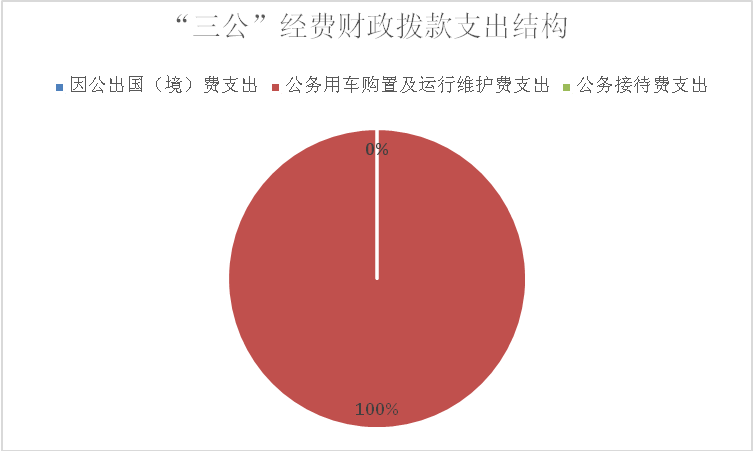 “三公”经费财政拨款支出结构
因公出国（境）费支出 公务用车购置及运行维护费支出 公务接待费支出
0%
100%